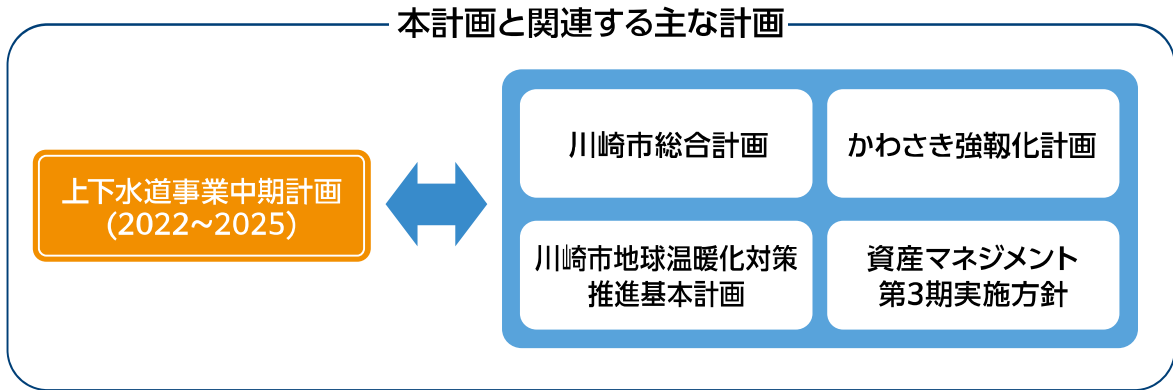 本計画と関連する主な計画
上下水道事業中期計画
(2022~2025)
川崎市総合計画
かわさき強靱化計画
川崎市地球温暖化対策
推進基本計画
資産マネジメント
第3期実施方針